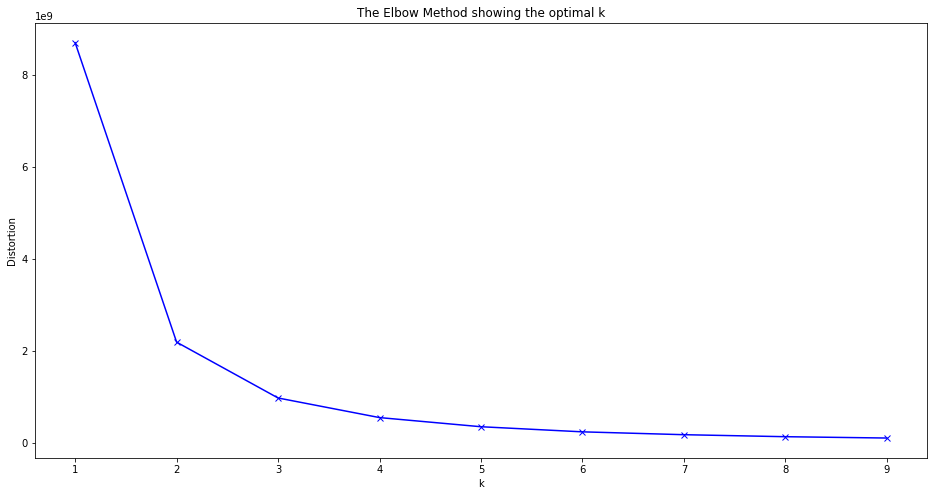 The Elbow Method showing the optimal k
1e9
8
6
4
2
0
Distortion
1 2 3 4 5 6 7 8 9
k